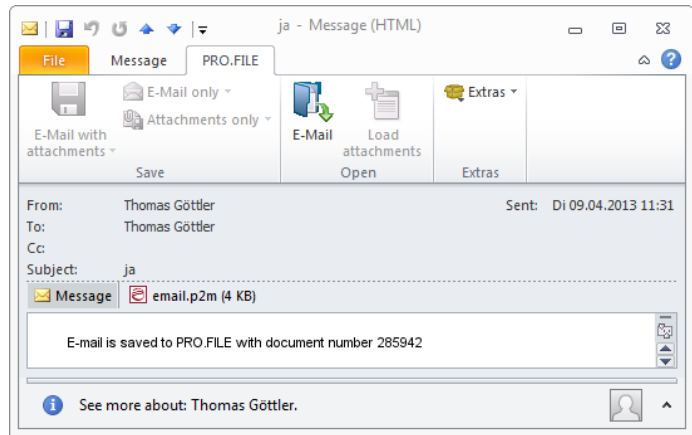 ja - Message (HTML)
File Message PRO.FILE
E-Mail with attachments
E-Mail only
Attachments only
Save
E-Mail
Load attachments
Open
Extras
Extras
From: Thomas Göttler Sent: Di 09.04.2013 11:31
To: Thomas Göttler
Cc:
Subject: ja
Message email.p2m (4 KB)
E-mail is saved to PRO.FILE with document number 285942
See more about: Thomas Göttler.